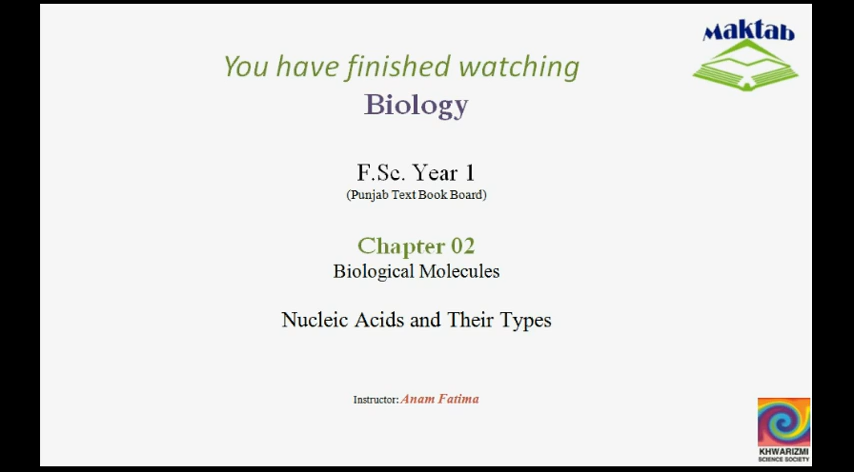 Maktab
You have finished watching
Biology
F.Sc. Year 1
(Punjab Text Book Board)
Chapter 02
Biological Molecules
Nucleic Acids and Their Types
Instructor: Anam Fatima
KHWARIZMI
SCIENCE SOCIETY